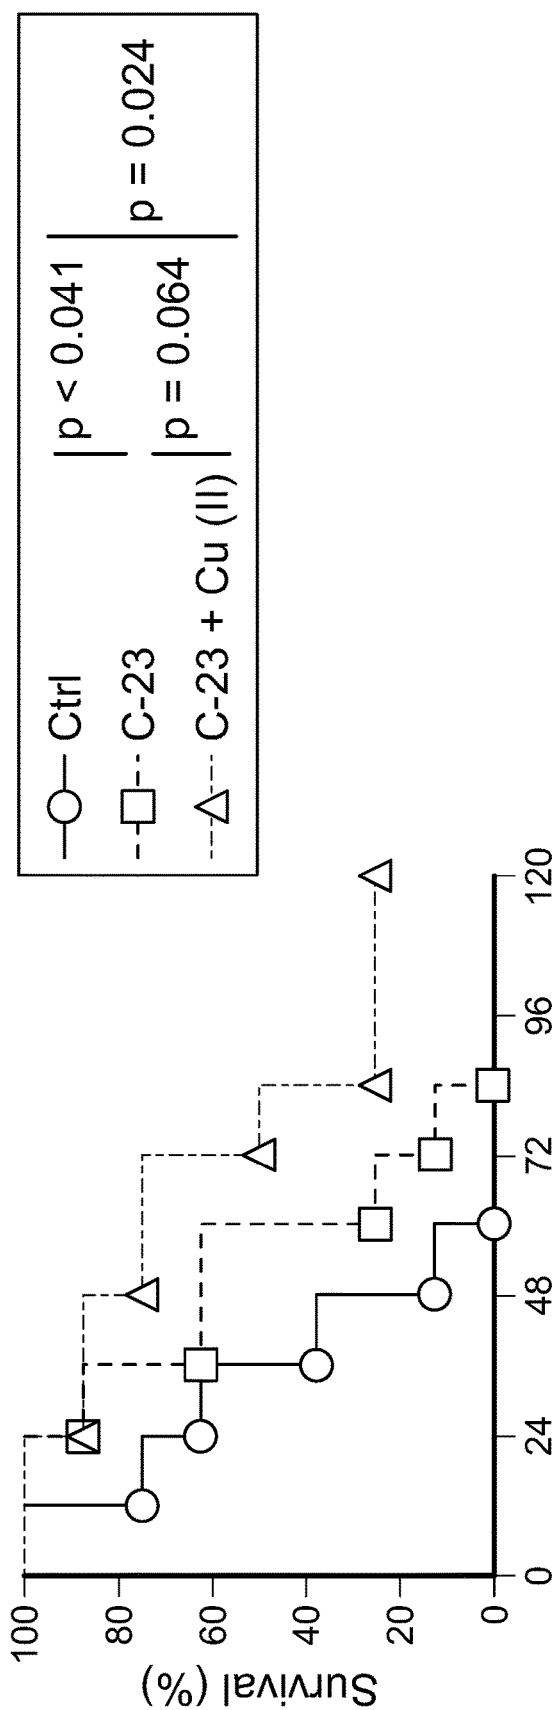 Ctrl
C-23
C-23 + Cu (II)
p < 0.041
p = 0.064
p = 0.024
Survival (%)
100
80
60
40
20
0
0 24 48 72 96 120